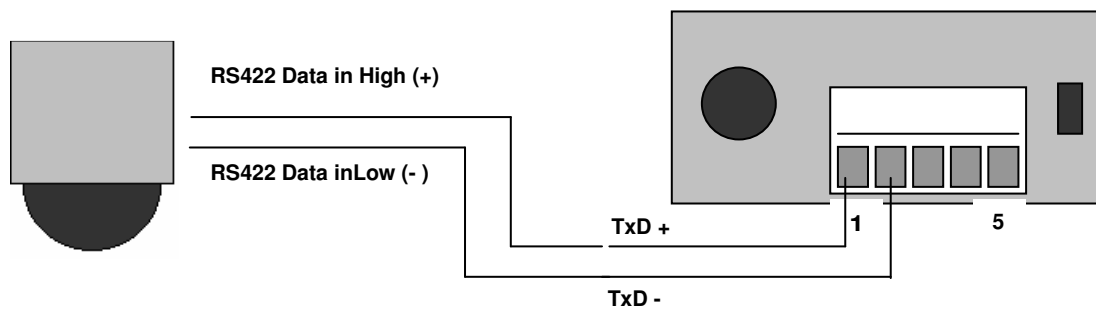 RS422 Data in High (+)
RS422 Data inLow (- )
TxD +
1
5
TxD -